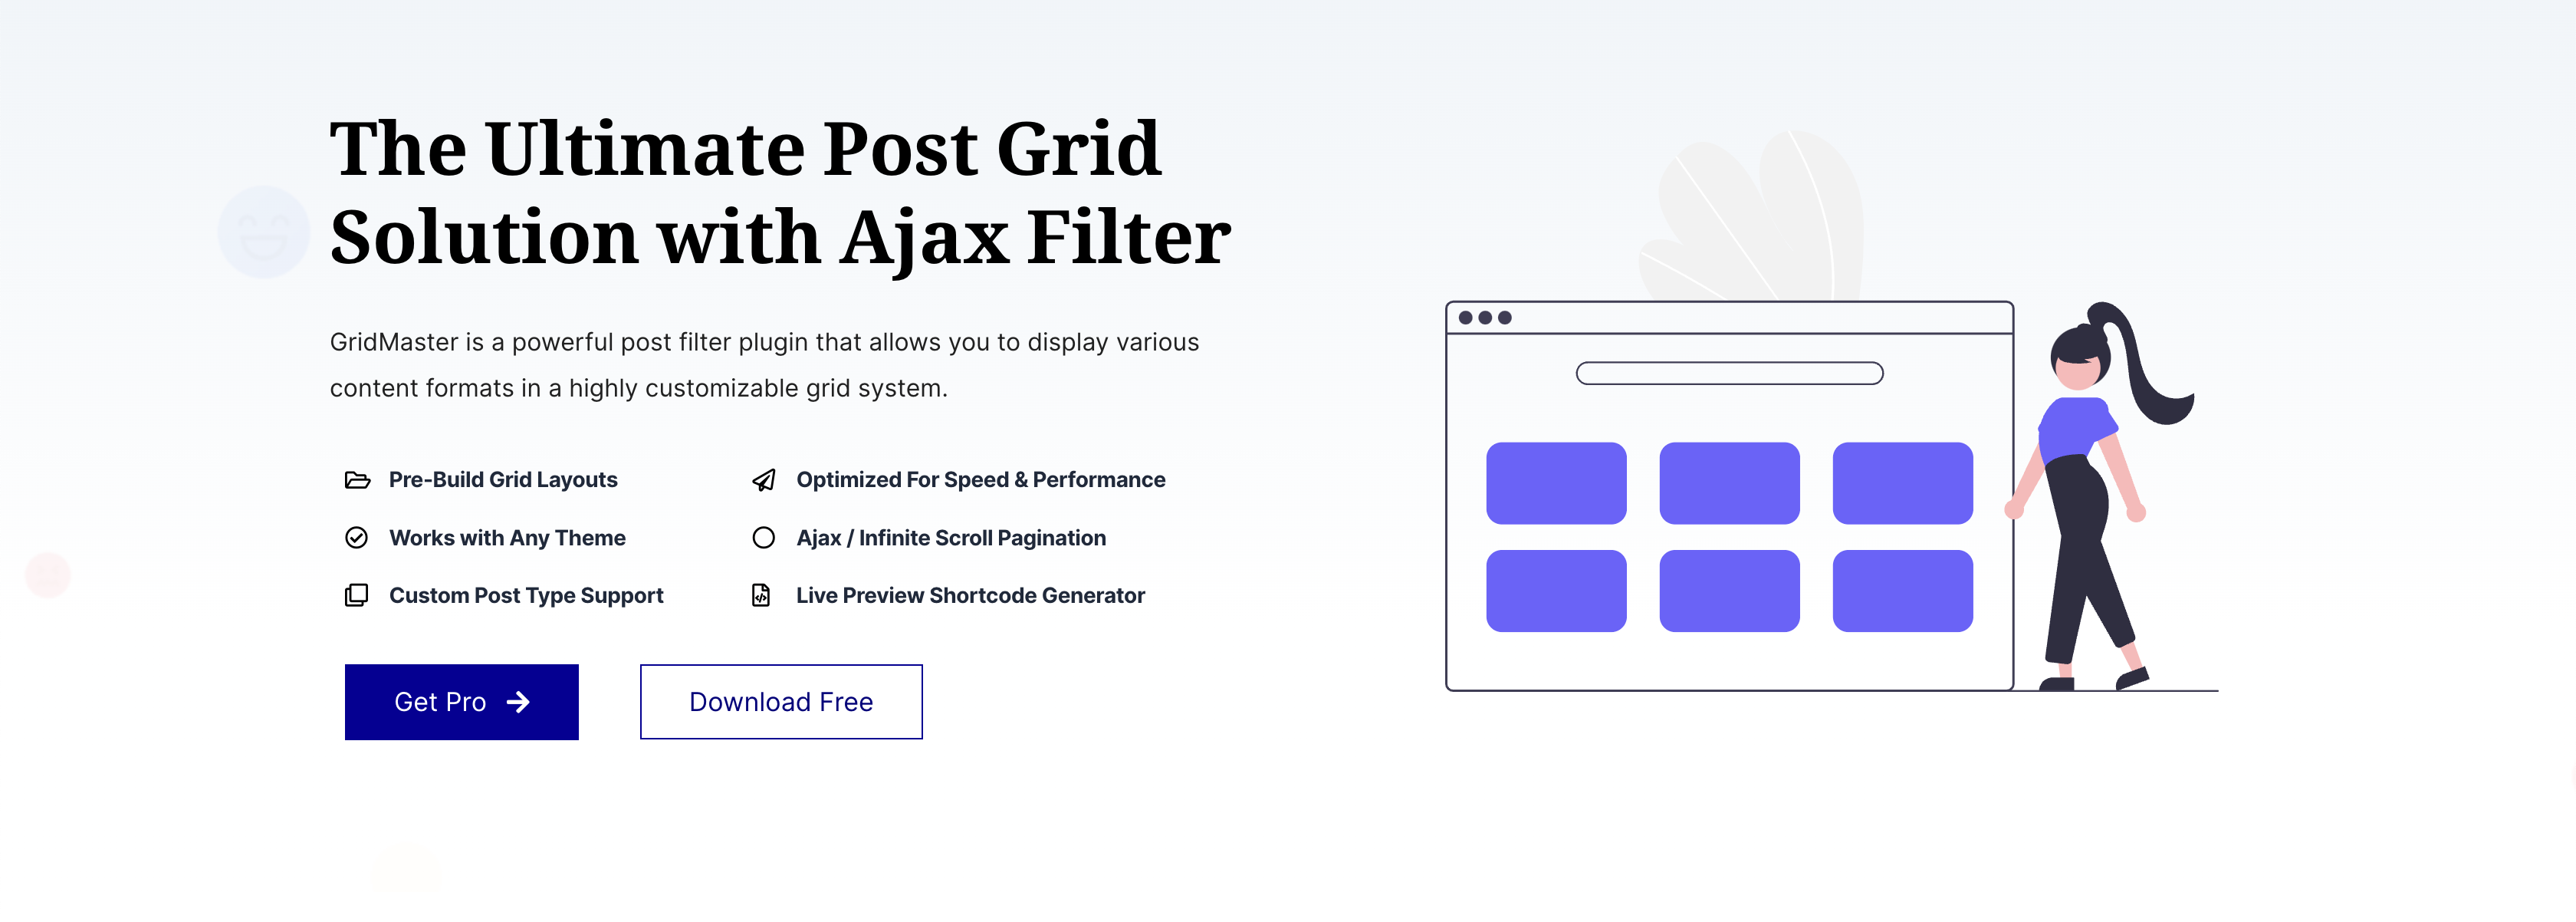 The Ultimate Post Grid
Solution with Ajax Filter
GridMaster is a powerful post filter plugin that allows you to display various
content formats in a highly customizable grid system.
Pre-Build Grid Layouts
Optimized For Speed & Performance
Works with Any Theme
Ajax / Infinite Scroll Pagination
Custom Post Type Support
Live Preview Shortcode Generator
Get Pro
Download Free